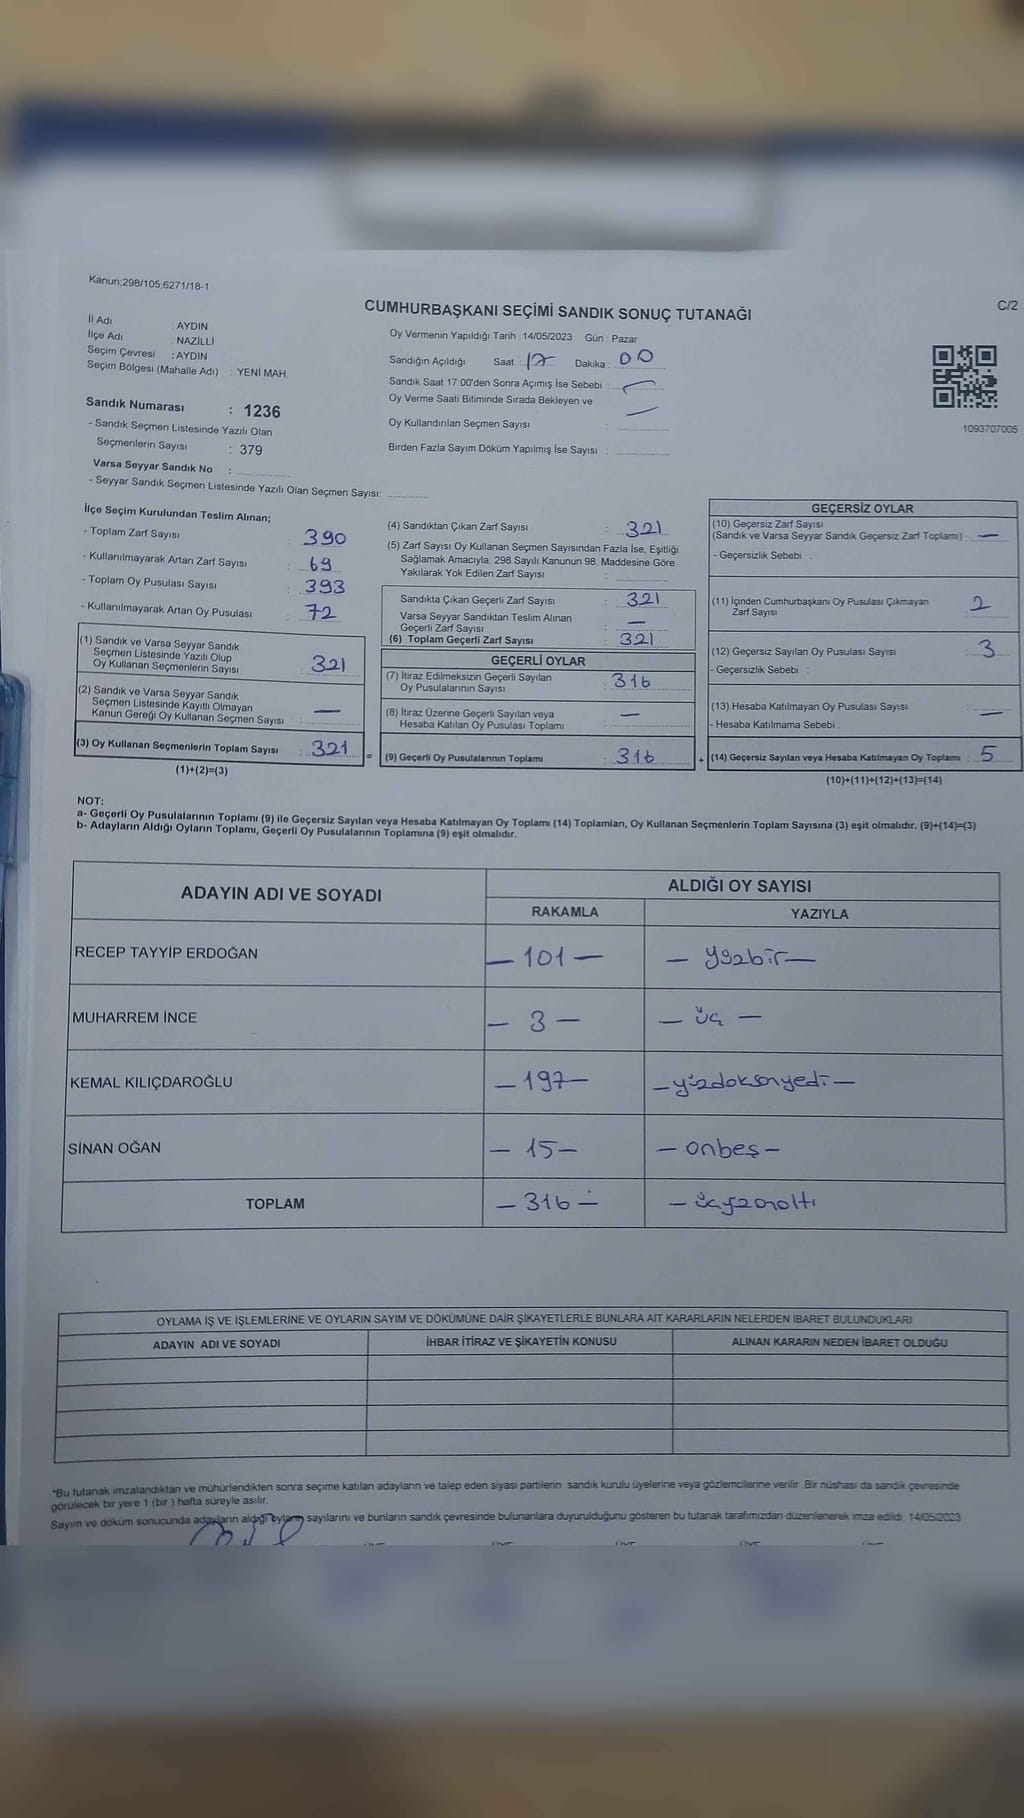 Kanun;298/105,6271/18-1
CUMHURBAŞKANI SEÇİMİ SANDIK SONUÇ TUTANAĞI
C/2
İl Adı : AYDIN
İlçe Adı : NAZİLLİ
Seçim Çevresi : AYDIN
Seçim Bölgesi (Mahalle Adı) : YENİ MAH.
Sandık Numarası : 1236
- Sandık Seçmen Listesinde Yazılı Olan
Seçmenlerin Sayısı : 379
Varsa Seyyar Sandık No :
- Seyyar Sandık Seçmen Listesinde Yazılı Olan Seçmen Sayısı:
Oy Vermenin Yapıldığı Tarih : 14/05/2023 Gün : Pazar
Sandığın Açıldığı Saat : 17 Dakika : 00
Sandık Saat 17:00'den Sonra Açımış İse Sebebi : —
Oy Verme Saati Bitiminde Sırada Bekleyen ve —
Oy Kullandırılan Seçmen Sayısı :
Birden Fazla Sayım Döküm Yapılmış İse Sayısı :
1093707005
İlçe Seçim Kurulundan Teslim Alınan;
- Toplam Zarf Sayısı : 390
- Kullanılmayarak Artan Zarf Sayısı : 69
- Toplam Oy Pusulası Sayısı : 393
- Kullanılmayarak Artan Oy Pusulası : 72
(1) Sandık ve Varsa Seyyar Sandık
Seçmen Listesinde Yazılı Olup
Oy Kullanan Seçmenlerin Sayısı : 321
(2) Sandık ve Varsa Seyyar Sandık
Seçmen Listesinde Kayıtlı Olmayan
Kanun Gereği Oy Kullanan Seçmen Sayısı : —
(3) Oy Kullanan Seçmenlerin Toplam Sayısı : 321
(1)+(2)=(3)
(4) Sandıktan Çıkan Zarf Sayısı : 321
(5) Zarf Sayısı Oy Kullanan Seçmen Sayısından Fazla İse, Eşitliği
Sağlamak Amacıyla, 298 Sayılı Kanunun 98. Maddesine Göre
Yakılarak Yok Edilen Zarf Sayısı :
Sandıkta Çıkan Geçerli Zarf Sayısı : 321
Varsa Seyyar Sandıktan Teslim Alınan
Geçerli Zarf Sayısı : —
(6) Toplam Geçerli Zarf Sayısı : 321
GEÇERLİ OYLAR
(7) İtiraz Edilmeksizin Geçerli Sayılan
Oy Pusulalarının Sayısı : 316
(8) İtiraz Üzerine Geçerli Sayılan veya
Hesaba Katılan Oy Pusulası Toplamı : —
= (9) Geçerli Oy Pusulalarının Toplamı : 316
GEÇERSİZ OYLAR
(10) Geçersiz Zarf Sayısı
(Sandık ve Varsa Seyyar Sandık Geçersiz Zarf Toplamı) : —
- Geçersizlik Sebebi :
(11) İçinden Cumhurbaşkanı Oy Pusulası Çıkmayan
Zarf Sayısı : 2
(12) Geçersiz Sayılan Oy Pusulası Sayısı : 3
- Geçersizlik Sebebi :
(13) Hesaba Katılmayan Oy Pusulası Sayısı : —
- Hesaba Katılmama Sebebi :
+ (14) Geçersiz Sayılan veya Hesaba Katılmayan Oy Toplamı : 5
(10)+(11)+(12)+(13)=(14)
NOT:
a- Geçerli Oy Pusulalarının Toplamı (9) ile Geçersiz Sayılan veya Hesaba Katılmayan Oy Toplamı (14) Toplamları, Oy Kullanan Seçmenlerin Toplam Sayısına (3) eşit olmalıdır. (9)+(14)=(3)
b- Adayların Aldığı Oyların Toplamı, Geçerli Oy Pusulalarının Toplamına (9) eşit olmalıdır.
ADAYIN ADI VE SOYADI ALDIĞI OY SAYISI
RAKAMLA YAZIYLA
RECEP TAYYİP ERDOĞAN — 101 — — yüzbir —
MUHARREM İNCE — 3 — — üç —
KEMAL KILIÇDAROĞLU — 197 — — yüzdoksanyedi —
SİNAN OĞAN — 15 — — onbeş —
TOPLAM — 316 — — üçyüzonaltı
OYLAMA İŞ VE İŞLEMLERİNE VE OYLARIN SAYIM VE DÖKÜMÜNE DAİR ŞİKAYETLERLE BUNLARA AİT KARARLARIN NELERDEN İBARET BULUNDUKLARI
ADAYIN ADI VE SOYADI İHBAR İTİRAZ VE ŞİKAYETİN KONUSU ALINAN KARARIN NEDEN İBARET OLDUĞU
*Bu tutanak imzalandıktan ve mühürlendikten sonra seçime katılan adayların ve talep eden siyasi partilerin sandık kurulu üyelerine veya gözlemcilerine verilir. Bir nüshası da sandık çevresinde
görülecek bir yere 1 (bir ) hafta süreyle asılır.
Sayım ve döküm sonucunda adayların aldığı oyların sayılarını ve bunların sandık çevresinde bulunanlara duyurulduğunu gösteren bu tutanak tarafımızdan düzenlenerek imza edildi. 14/05/2023